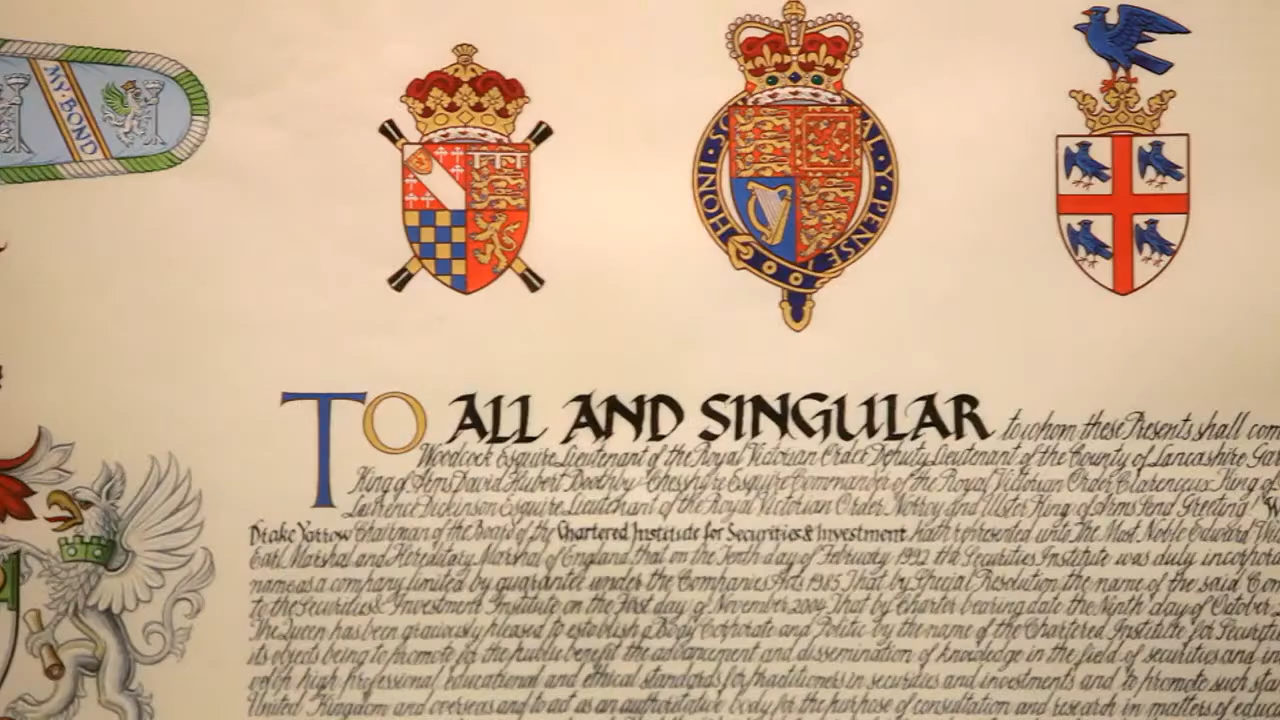 MY·BOND
HONI · SO
AL·Y·PENSE
TO ALL AND SINGULAR to whom these Presents shall com
Woodcock Esquire Lieutenant of the Royal Victorian Order Deputy Lieutenant of the County of Lancashire Gar
King of Arms David Hubert Boothby Chesshyre Esquire Commander of the Royal Victorian Order Clarenceux King of
Laurence Dickinson Esquire Lieutenant of the Royal Victorian Order, Norroy and Ulster King of Arms send Greeting W
Drake Yarrow Chairman of the Board of the Chartered Institute for Securities & Investment hath represented unto The Most Noble Edward Wil
Earl Marshal and Hereditary Marshal of England that on the Tenth day of February 1992 the Securities Institute was duly incorpor
name as a company limited by guarantee under the Companies Acts 1985 That by Special Resolution the name of the said Com
to the Securities & Investment Institute on the First day of November 2004 That by Charter bearing date the Ninth day of October
The Queen has been graciously pleased to establish a Body Corporate and Politic by the name of the Chartered Institute for Securitie
its objects being to promote for the public benefit the advancement and dissemination of knowledge in the field of securities and in
high professional educational and ethical standards for practitioners in securities and investments and to promote such sta
United Kingdom and overseas and to act as an authoritative body for the purpose of consultation and research in matters of educ